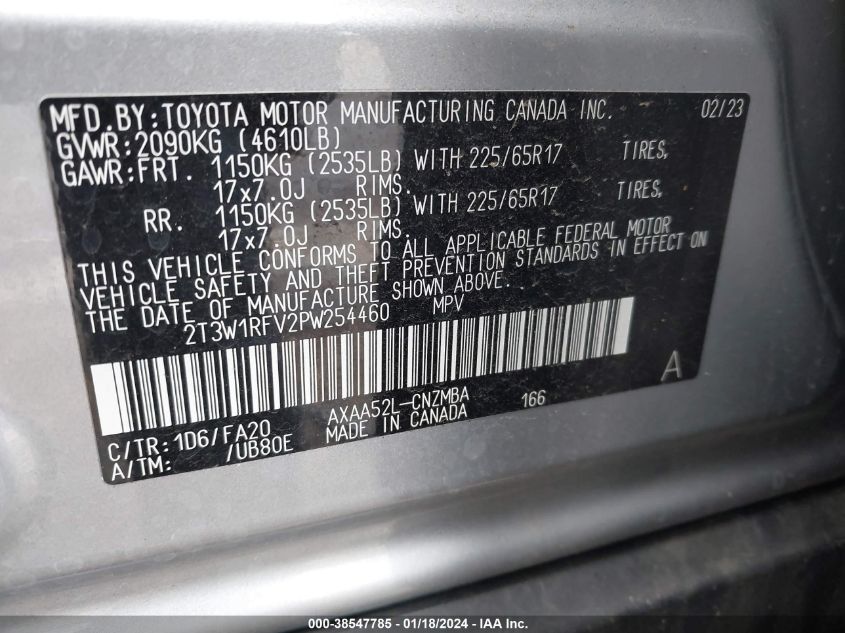 MFD. BY: TOYOTA MOTOR MANUFACTURING CANADA INC. 02/23
GVWR: 2090KG (4610LB)
GAWR: FRT. 1150KG (2535LB) WITH 225/65R17 TIRES,
17x7.0J RIMS.
RR. 1150KG (2535LB) WITH 225/65R17 TIRES,
17x7.0J RIMS.
THIS VEHICLE CONFORMS TO ALL APPLICABLE FEDERAL MOTOR
VEHICLE SAFETY AND THEFT PREVENTION STANDARDS IN EFFECT ON
THE DATE OF MANUFACTURE SHOWN ABOVE.
2T3W1RFV2PW254460 MPV
A
C/TR: 1D6/FA20 AXAA52L-CNZMBA 166
A/TM: /UB80E MADE IN CANADA
000-38547785 - 01/18/2024 - IAA Inc.